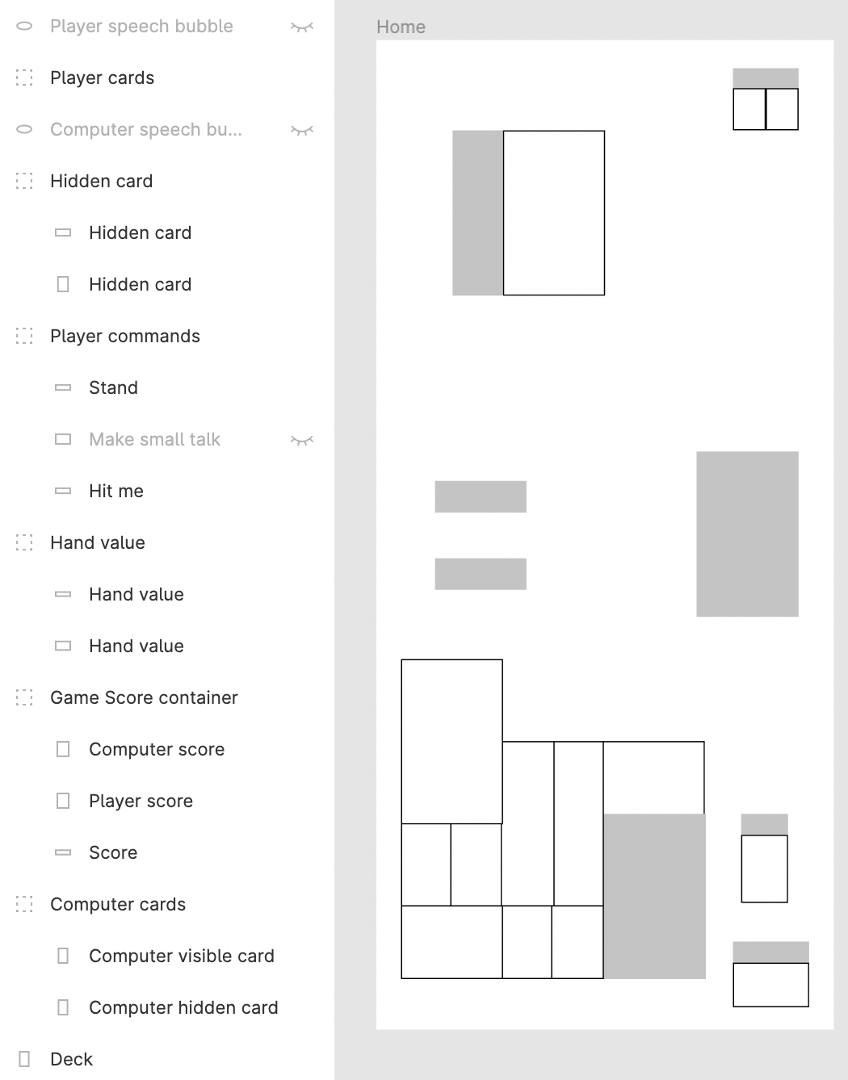 Player speech bubble
Player cards
Computer speech bu...
Hidden card
Hidden card
Hidden card
Player commands
Stand
Make small talk
Hit me
Hand value
Hand value
Hand value
Game Score container
Computer score
Player score
Score
Computer cards
Computer visible card
Computer hidden card
Deck
Home